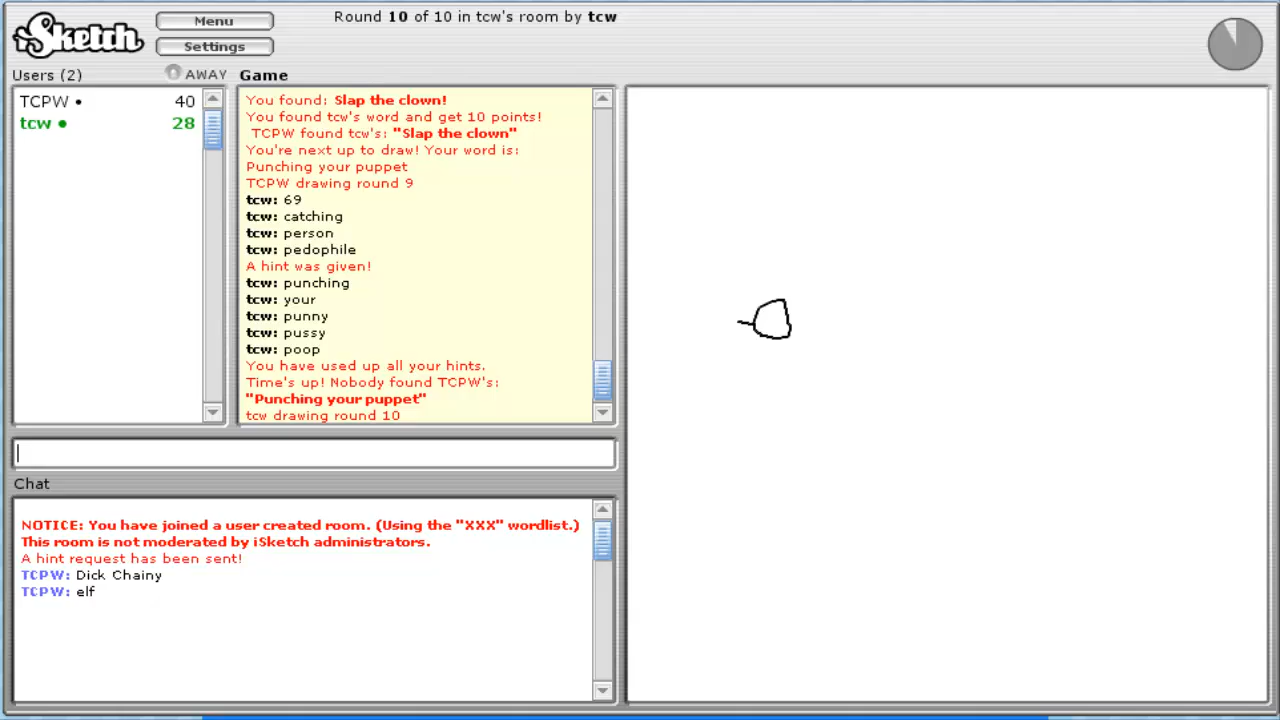 iSketch
Menu
Settings
Round 10 of 10 in tcw's room by tcw
Users (2)
AWAY
Game
TCPW • 40
tcw • 28
You found: Slap the clown!
You found tcw's word and get 10 points!
TCPW found tcw's: "Slap the clown"
You're next up to draw! Your word is:
Punching your puppet
TCPW drawing round 9
tcw: 69
tcw: catching
tcw: person
tcw: pedophile
A hint was given!
tcw: punching
tcw: your
tcw: punny
tcw: pussy
tcw: poop
You have used up all your hints.
Time's up! Nobody found TCPW's:
"Punching your puppet"
tcw drawing round 10
Chat
NOTICE: You have joined a user created room. (Using the "XXX" wordlist.)
This room is not moderated by iSketch administrators.
A hint request has been sent!
TCPW: Dick Chainy
TCPW: elf